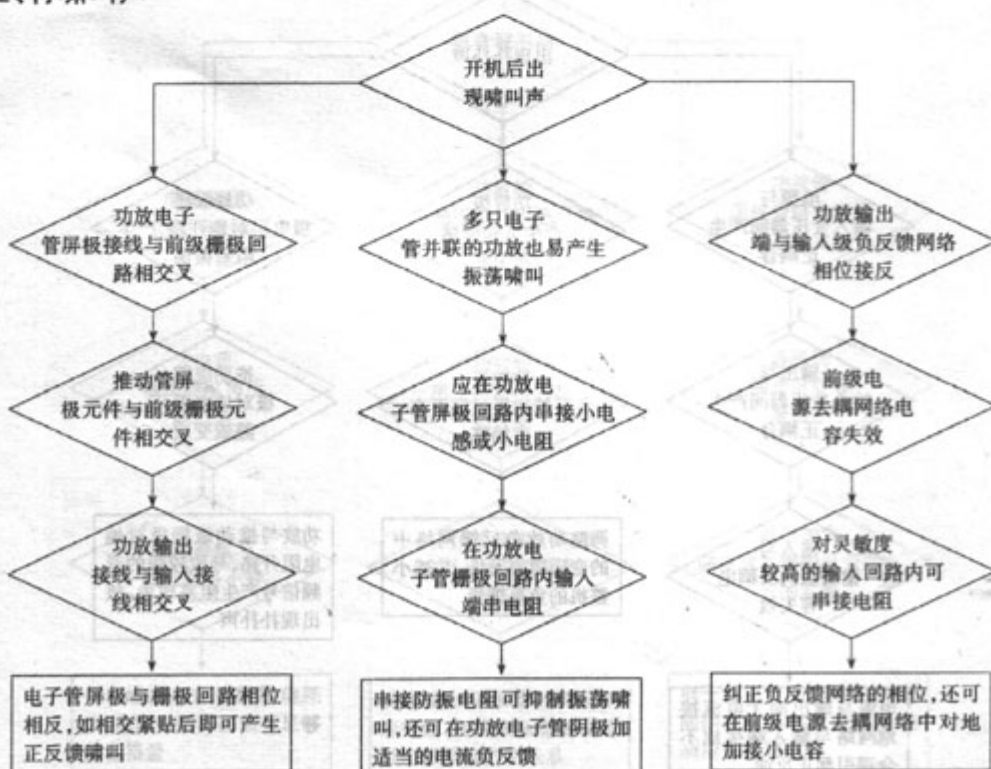 开机后出
现啸叫声
功放电子
管屏极接线与前级栅极回
路相交叉
多只电子
管并联的功放也易产生
振荡啸叫
功放输出
端与输入级负反馈网络
相位接反
推动管屏
极元件与前级栅极元
件相交叉
应在功放电
子管屏极回路内串接小电
感或小电阻
前级电
源去耦网络电
容失效
功放输出
接线与输入接
线相交叉
在功放电
子管栅极回路内输入
端串电阻
对灵敏度
较高的输入回路内可
串接电阻
电子管屏极与栅极回路相位
相反,如相交紧贴后即可产生
正反馈啸叫
串接防振电阻可抑制振荡啸
叫,还可在功放电子管阴极加
适当的电流负反馈
纠正负反馈网络的相位,还可
在前级电源去耦网络中对地
加接小电容